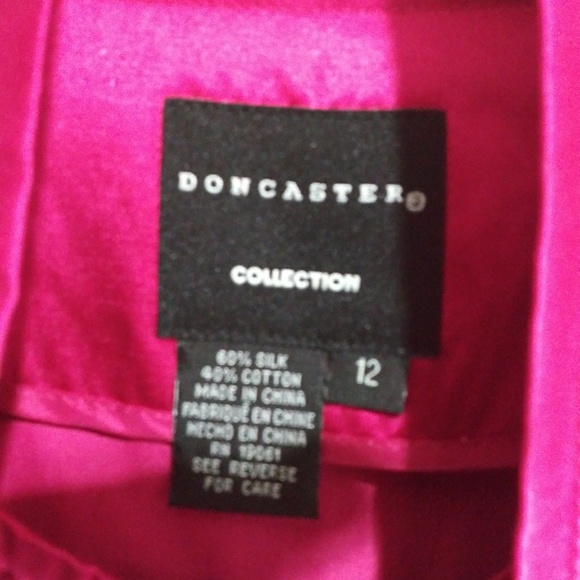 DONCASTER®
COLLECTION
60% SILK
40% COTTON
MADE IN CHINA
FABRIQUÉ EN CHINE
HECHO EN CHINA
RN 19061
SEE REVERSE
FOR CARE
12